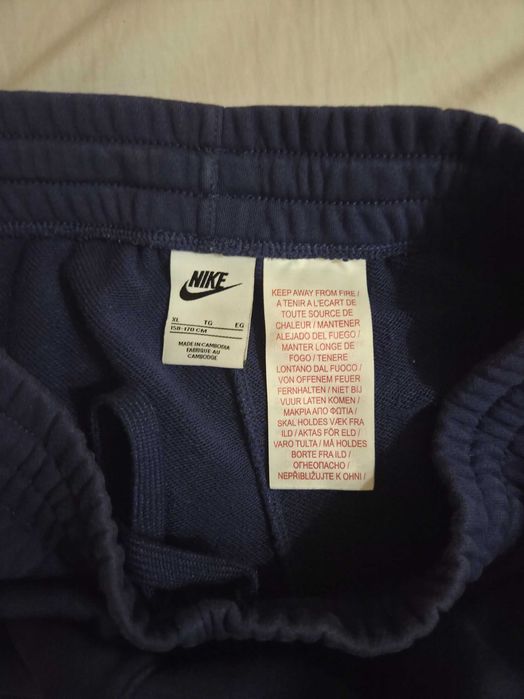 NIKE
XL TG EG
158-170 CM
MADE IN CAMBODIA
FABRIQUE AU
CAMBODGE
KEEP AWAY FROM FIRE /
A TENIR A L'ECART DE
TOUTE SOURCE DE
CHALEUR / MANTENER
ALEJADO DEL FUEGO /
MANTER LONGE DE
FOGO / TENERE
LONTANO DAL FUOCO /
VON OFFENEM FEUER
FERNHALTEN / NIET BIJ
VUUR LATEN KOMEN /
ΜΑΚΡΙΑ ΑΠΟ ΦΩΤΙΑ /
SKAL HOLDES VÆK FRA
ILD / AKTAS FÖR ELD /
VARO TULTA / MÅ HOLDES
BORTE FRA ILD /
ОГНЕОПАСНО /
NEPŘIBLIŽUJTE K OHNI /